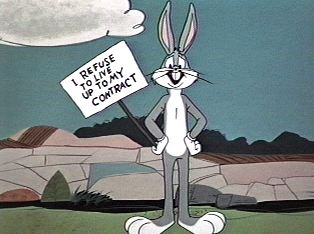 I REFUSE
TO LIVE
UP TO MY
CONTRACT